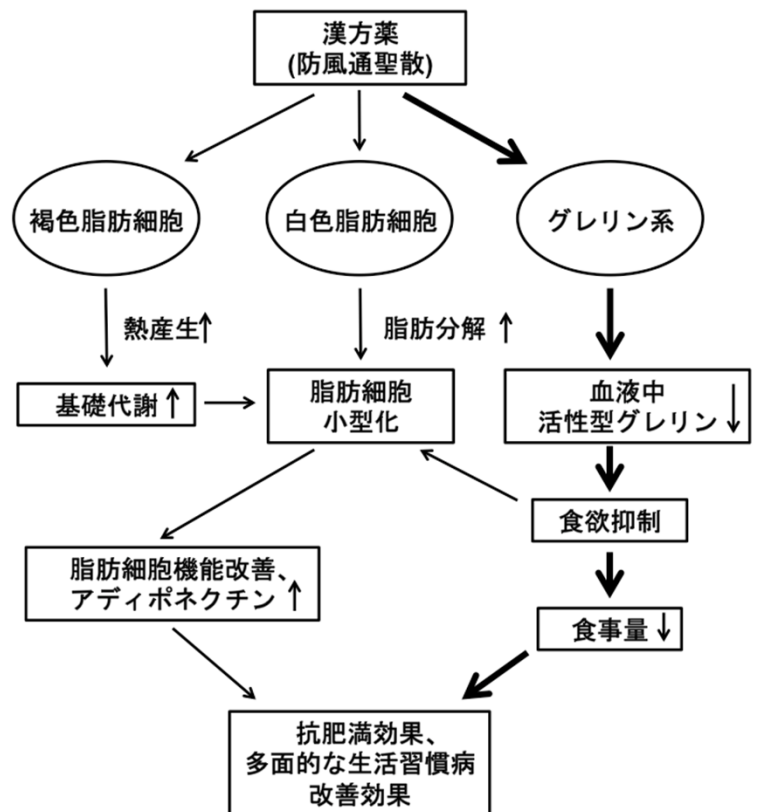 漢方薬
(防風通聖散)
褐色脂肪細胞
白色脂肪細胞
グレリン系
熱産生↑
脂肪分解 ↑
基礎代謝↑
脂肪細胞
小型化
血液中
活性型グレリン↓
食欲抑制
脂肪細胞機能改善、
アディポネクチン↑
食事量↓
抗肥満効果、
多面的な生活習慣病
改善効果